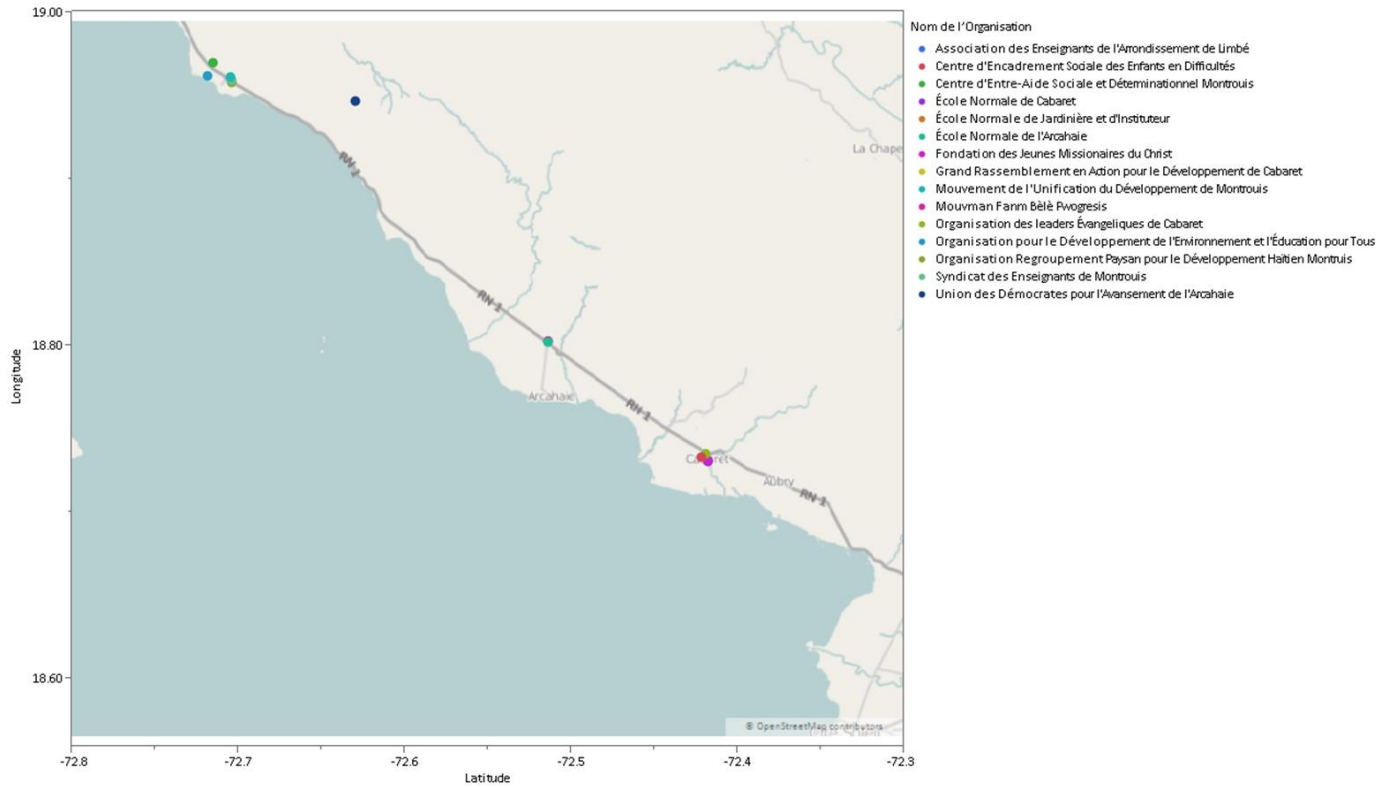 19.00
18.80
18.60
Longitude
-72.8
-72.7
-72.6
-72.5
-72.4
-72.3
Latitude
RN 1
RN 1
RN 1
RN 1
La Chape
Arcahaie
Cabaret
Aubry
© OpenStreetMap contributors
Nom de l'Organisation
Association des Enseignants de l'Arrondissement de Limbé
Centre d'Encadrement Sociale des Enfants en Difficultés
Centre d'Entre-Aide Sociale et Déterminationnel Montrouis
École Normale de Cabaret
École Normale de Jardinière et d'Instituteur
École Normale de l'Arcahaie
Fondation des Jeunes Missionaires du Christ
Grand Rassemblement en Action pour le Développement de Cabaret
Mouvement de l'Unification du Développement de Montrouis
Mouvman Fanm Bèlè Pwogresis
Organisation des leaders Évangeliques de Cabaret
Organisation pour le Développement de l'Environnement et l'Éducation pour Tous
Organisation Regroupement Paysan pour le Développement Haïtien Montruis
Syndicat des Enseignants de Montrouis
Union des Démocrates pour l'Avansement de l'Arcahaie